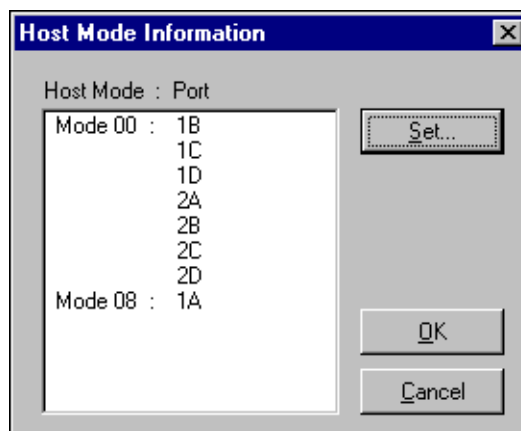 Host Mode Information
Host Mode : Port
Mode 00 : 1B
1C
1D
2A
2B
2C
2D
Mode 08 : 1A
Set...
OK
Cancel